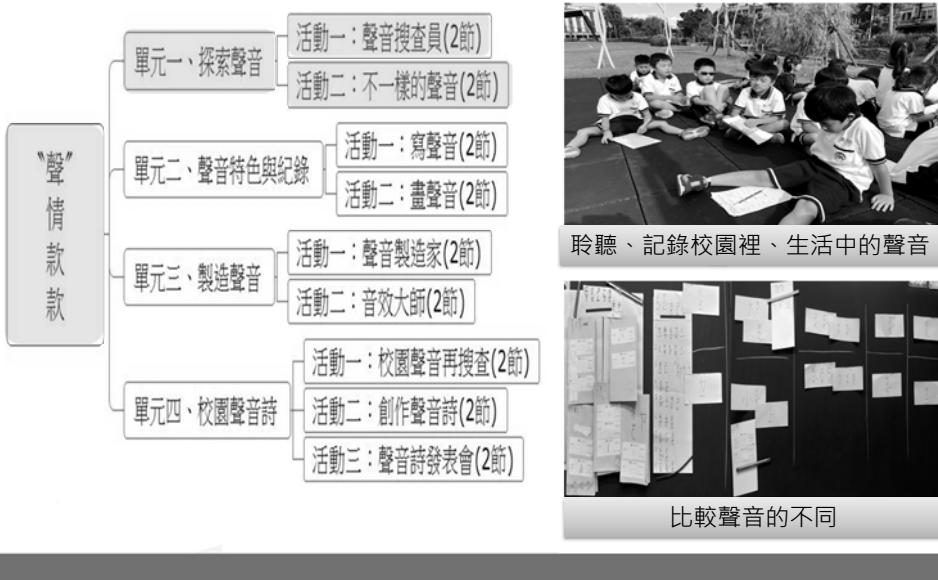 〝聲〞
情
款
款
單元一、探索聲音
活動一：聲音搜查員(2節)
活動二：不一樣的聲音(2節)
單元二、聲音特色與紀錄
活動一：寫聲音(2節)
活動二：畫聲音(2節)
單元三、製造聲音
活動一：聲音製造家(2節)
活動二：音效大師(2節)
單元四、校園聲音詩
活動一：校園聲音再搜查(2節)
活動二：創作聲音詩(2節)
活動三：聲音詩發表會(2節)
聆聽、記錄校園裡、生活中的聲音
比較聲音的不同